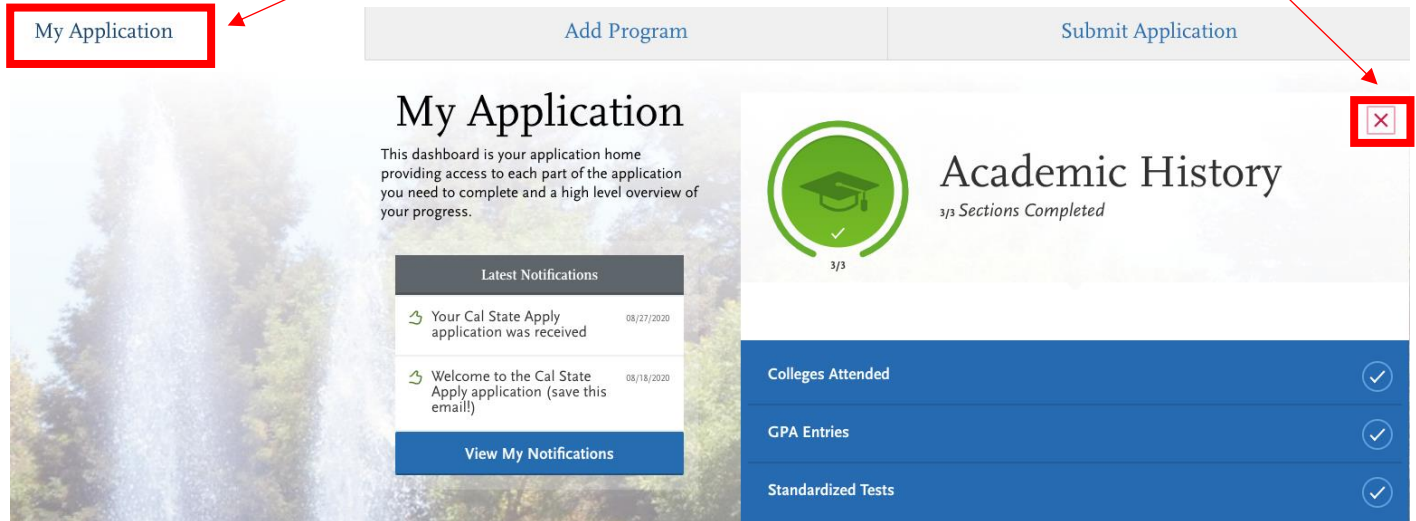 My Application
Add Program
Submit Application
My Application
This dashboard is your application home
providing access to each part of the application
you need to complete and a high level overview of
your progress.
Latest Notifications
Your Cal State Apply
application was received
08/27/2020
Welcome to the Cal State
Apply application (save this
email!)
08/18/2020
View My Notifications
3/3
Academic History
3/3 Sections Completed
Colleges Attended
GPA Entries
Standardized Tests